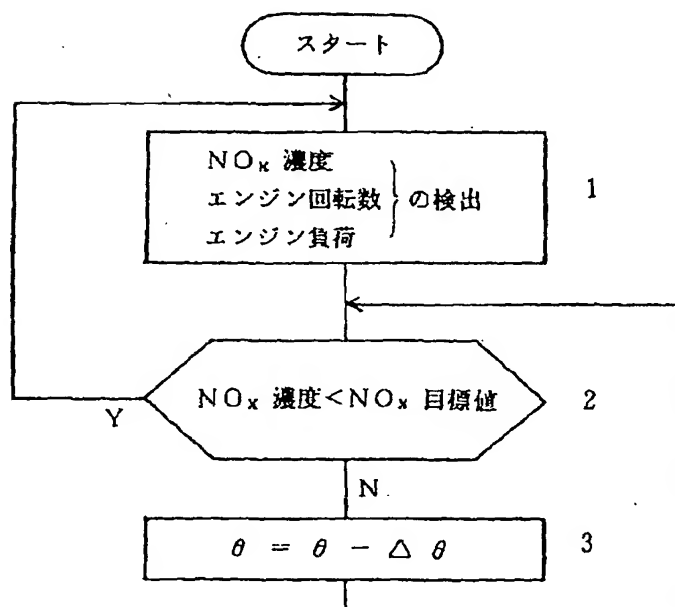 スタート
NOx 濃度
エンジン回転数
エンジン負荷
の検出
1
NOx 濃度<NOx 目標値
2
Y
N
θ = θ - △ θ
3